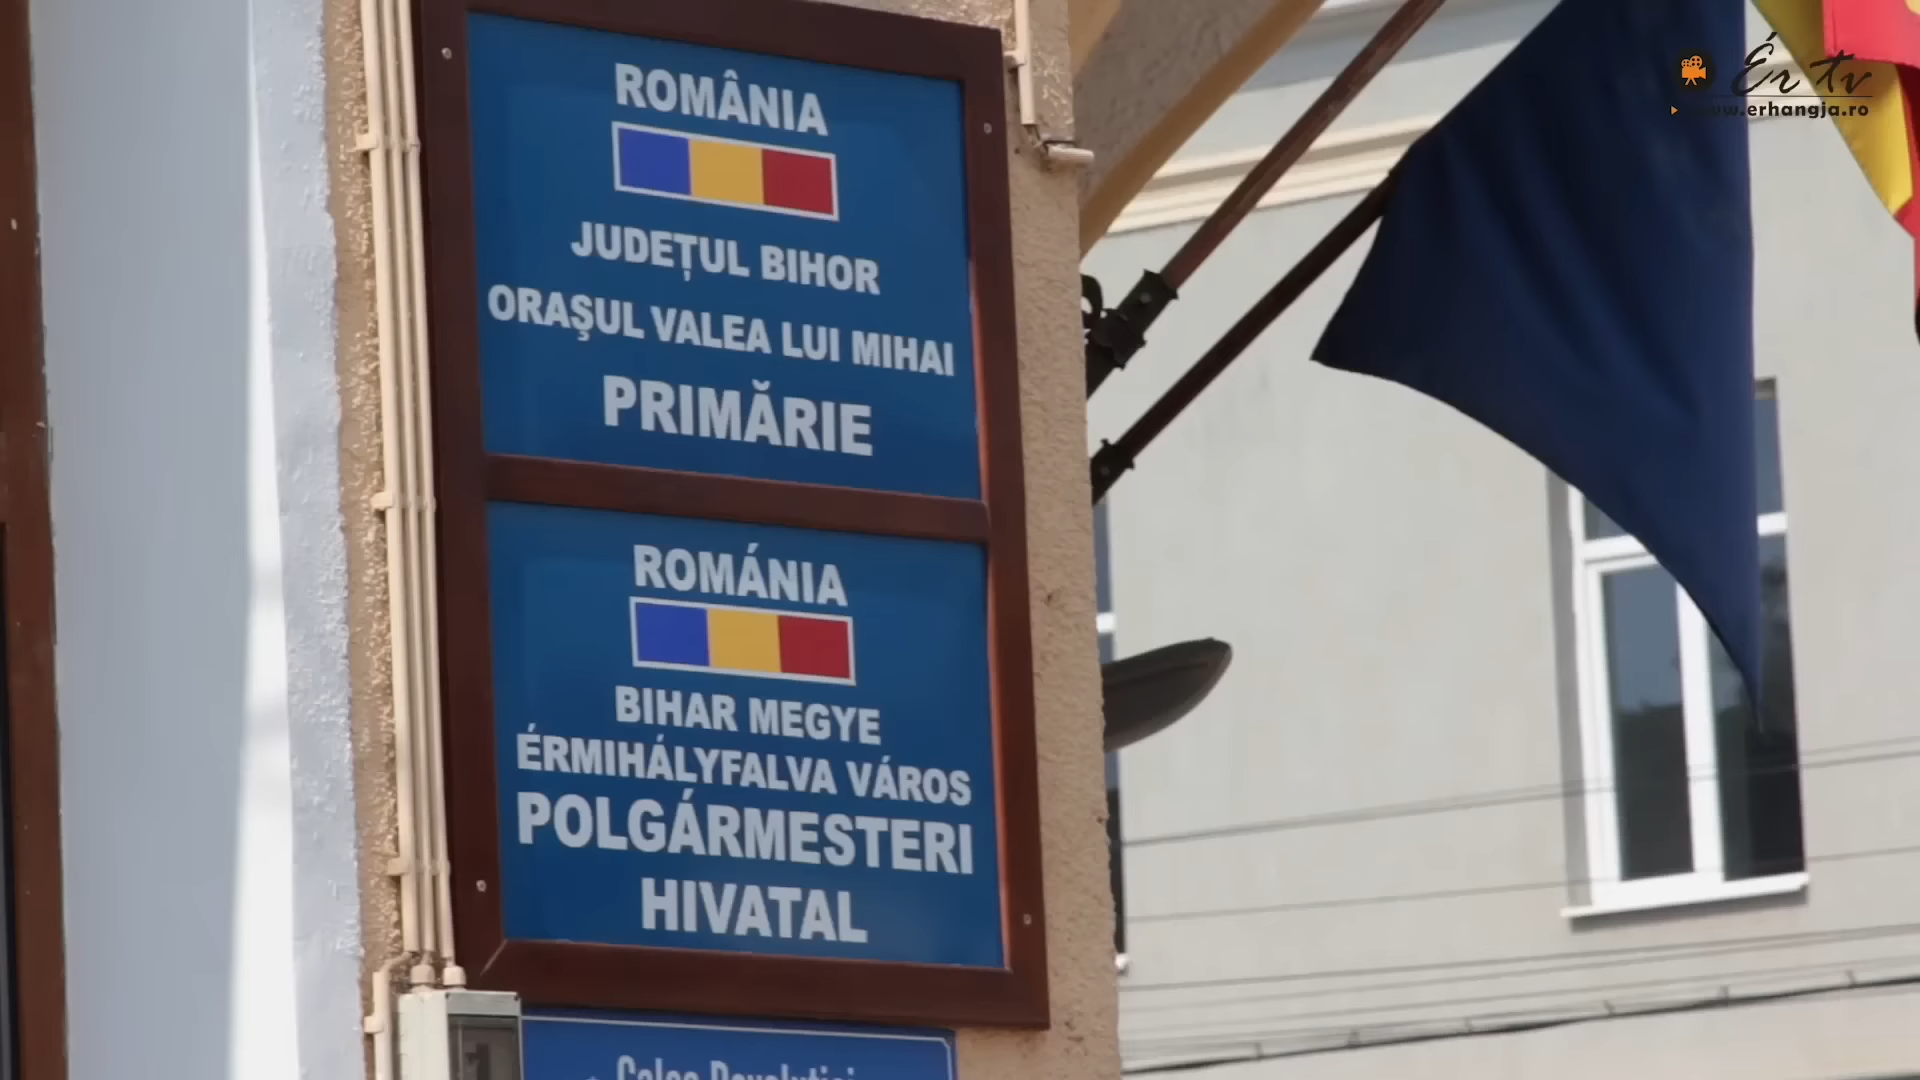 Ér tv
www.erhangja.ro
ROMÂNIA
JUDEȚUL BIHOR
ORAŞUL VALEA LUI MIHAI
PRIMĂRIE
ROMÁNIA
BIHAR MEGYE
ÉRMIHÁLYFALVA VÁROS
POLGÁRMESTERI
HIVATAL